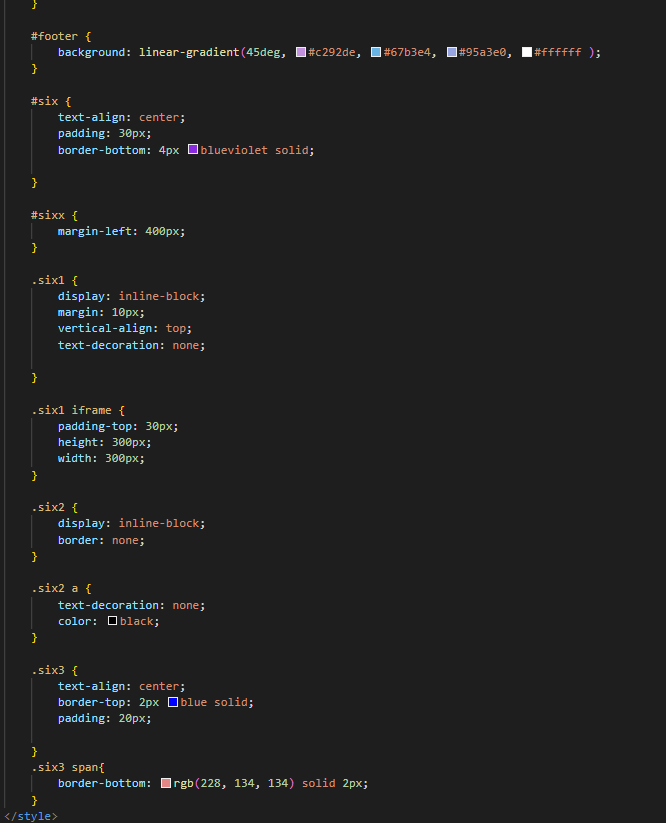 }
#footer {
background: linear-gradient(45deg, #c292de, #67b3e4, #95a3e0, #ffffff );
}
#six {
text-align: center;
padding: 30px;
border-bottom: 4px blueviolet solid;
}
#sixx {
margin-left: 400px;
}
.six1 {
display: inline-block;
margin: 10px;
vertical-align: top;
text-decoration: none;
}
.six1 iframe {
padding-top: 30px;
height: 300px;
width: 300px;
}
.six2 {
display: inline-block;
border: none;
}
.six2 a {
text-decoration: none;
color: black;
}
.six3 {
text-align: center;
border-top: 2px blue solid;
padding: 20px;
}
.six3 span{
border-bottom: rgb(228, 134, 134) solid 2px;
}
</style>